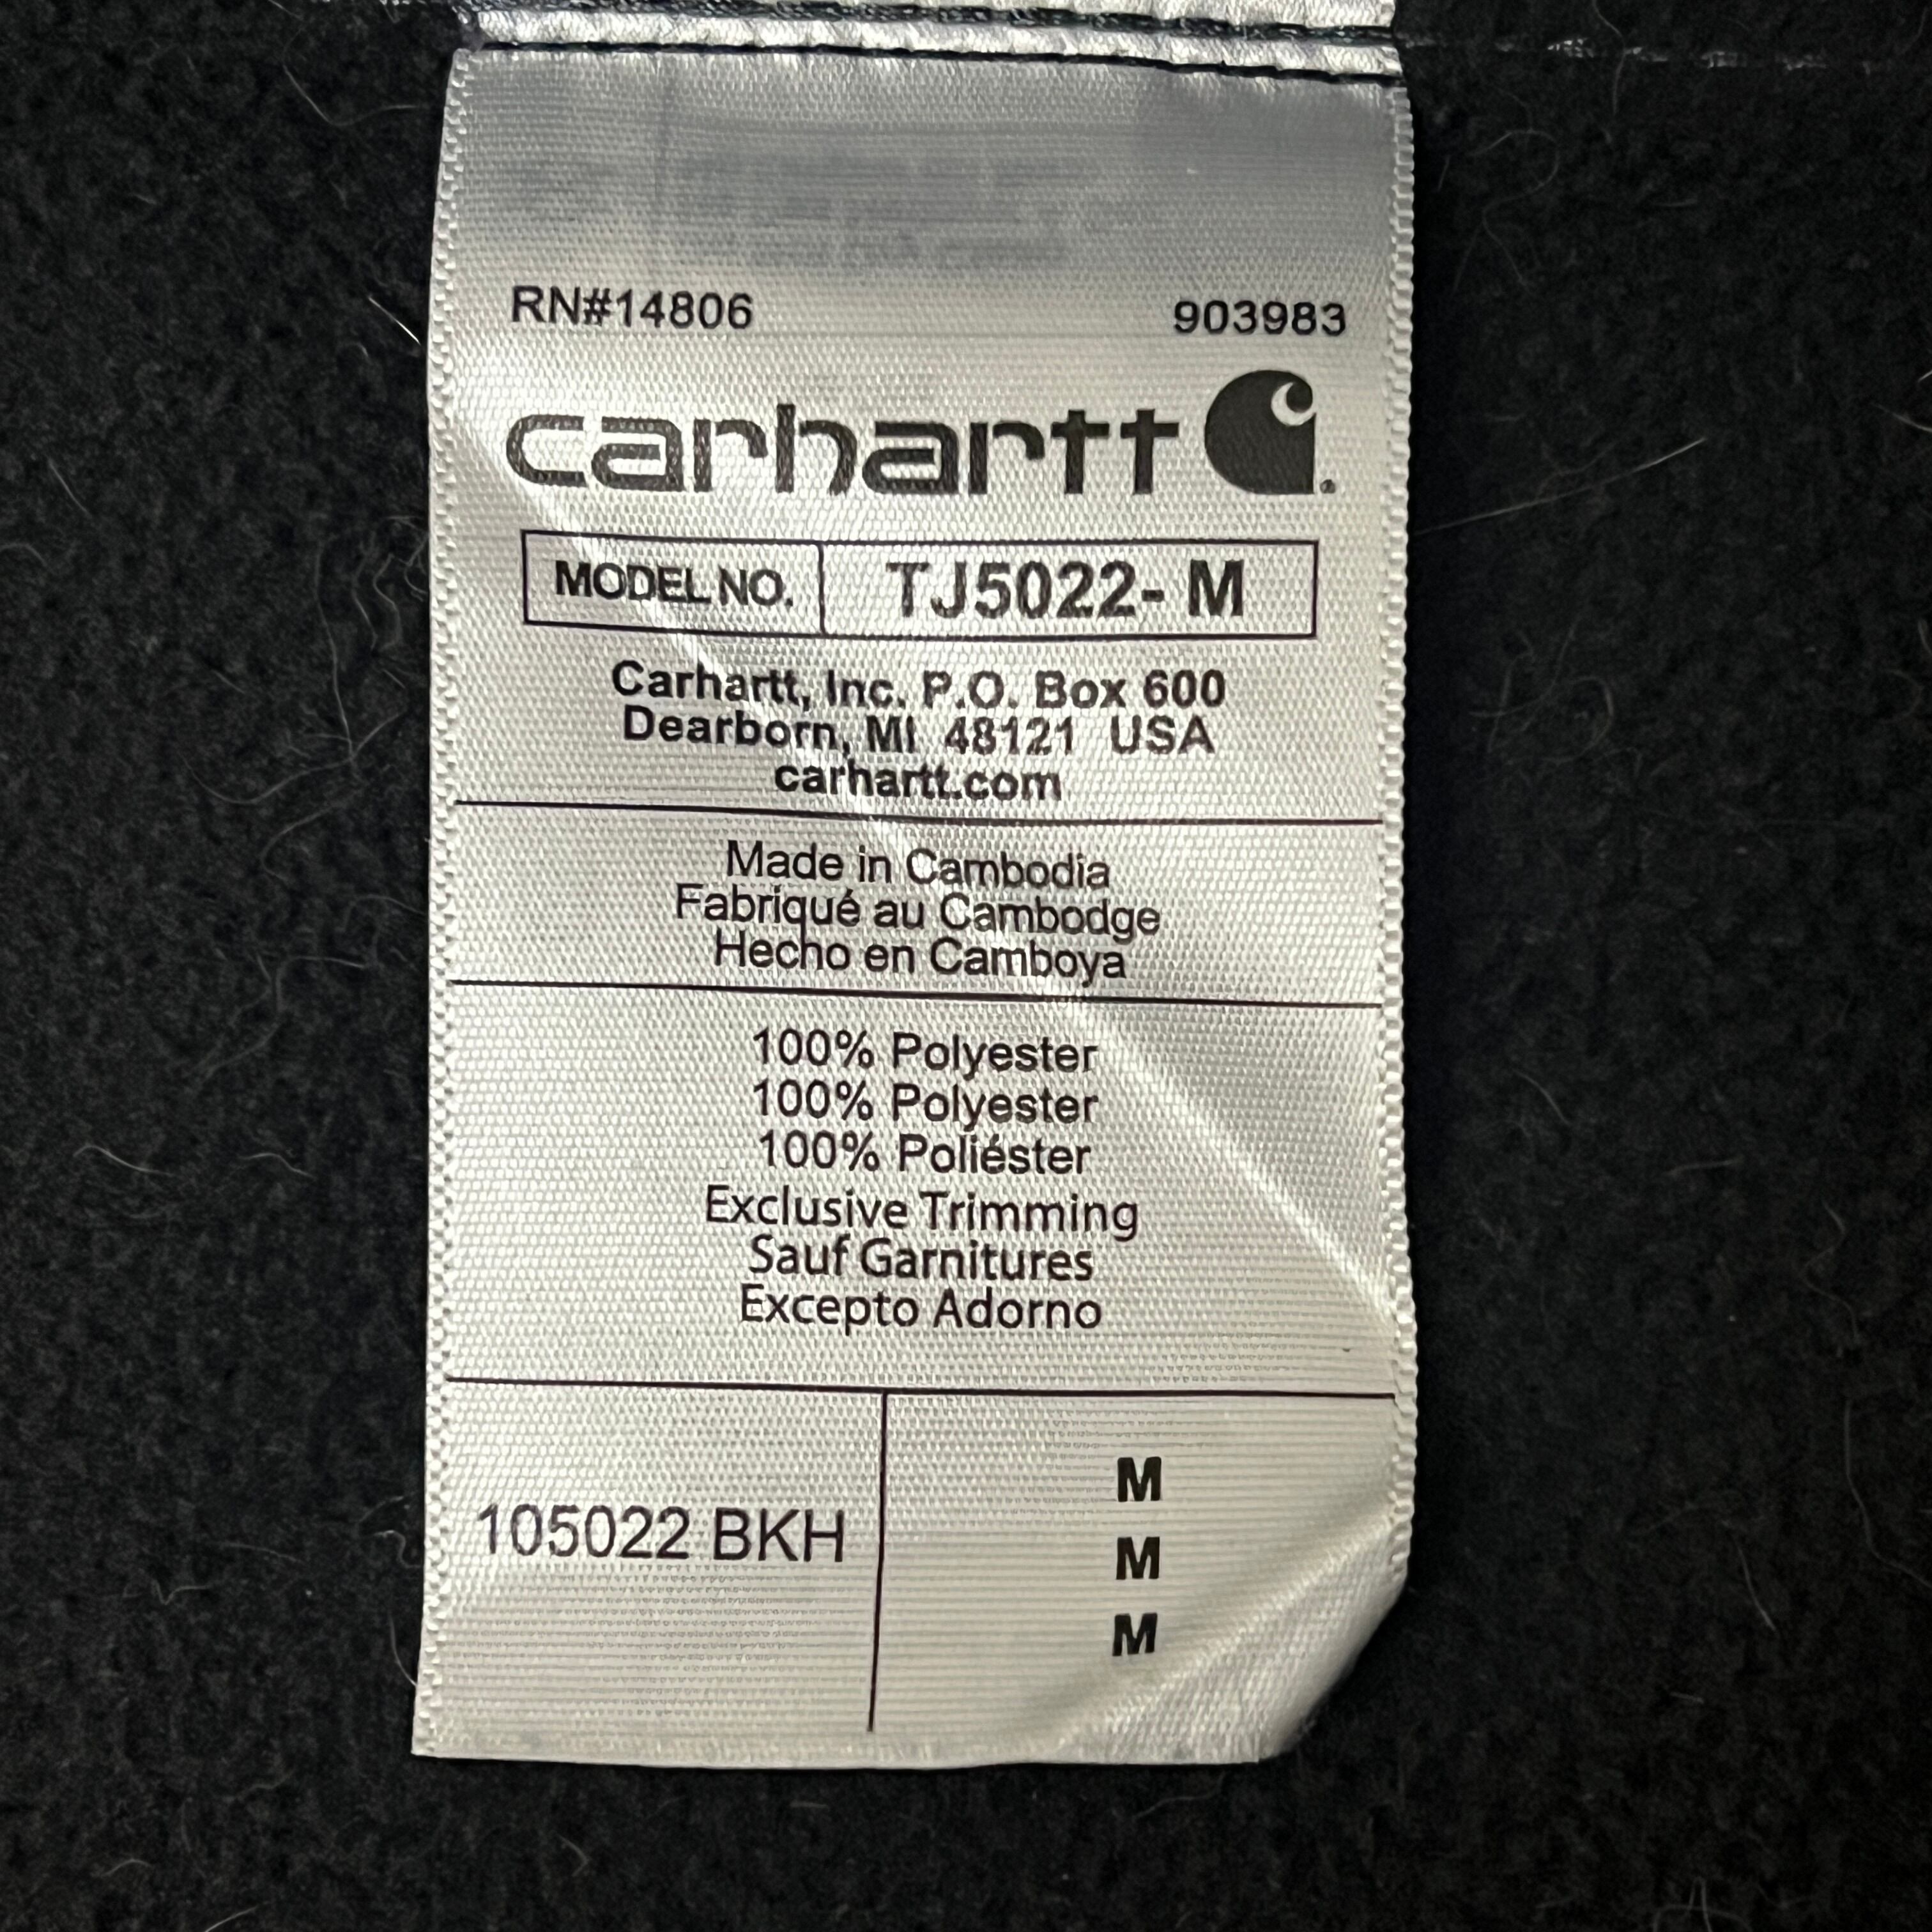 RN#14806 903983
carhartt
MODEL NO. TJ5022- M
Carhartt, Inc. P.O. Box 600
Dearborn, MI 48121 USA
carhartt.com
Made in Cambodia
Fabriqué au Cambodge
Hecho en Camboya
100% Polyester
100% Polyester
100% Poliéster
Exclusive Trimming
Sauf Garnitures
Excepto Adorno
105022 BKH
M
M
M